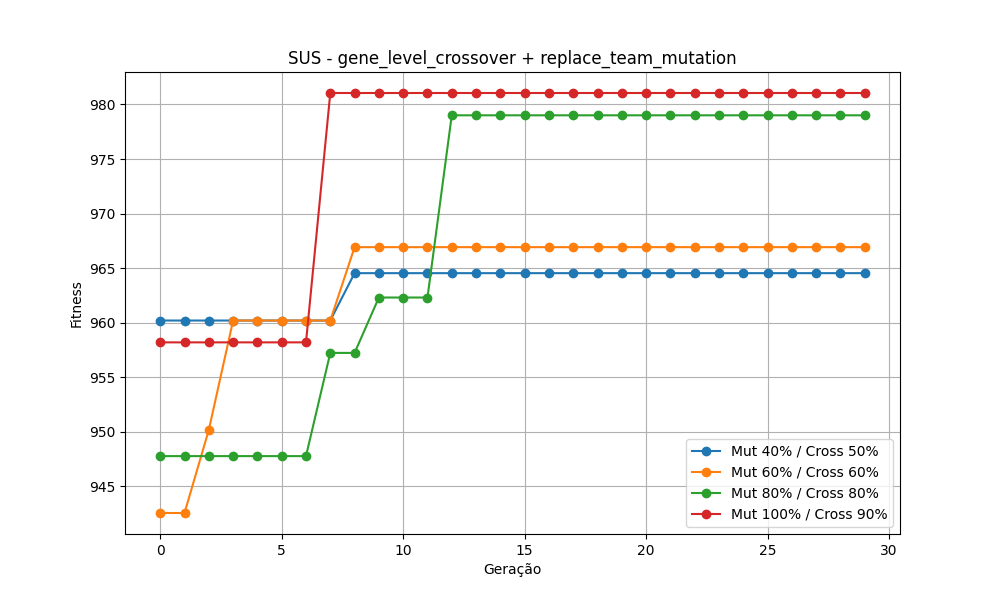 SUS - gene_level_crossover + replace_team_mutation
Fitness
980
975
970
965
960
955
950
945
0 5 10 15 20 25 30
Geração
Mut 40% / Cross 50%
Mut 60% / Cross 60%
Mut 80% / Cross 80%
Mut 100% / Cross 90%